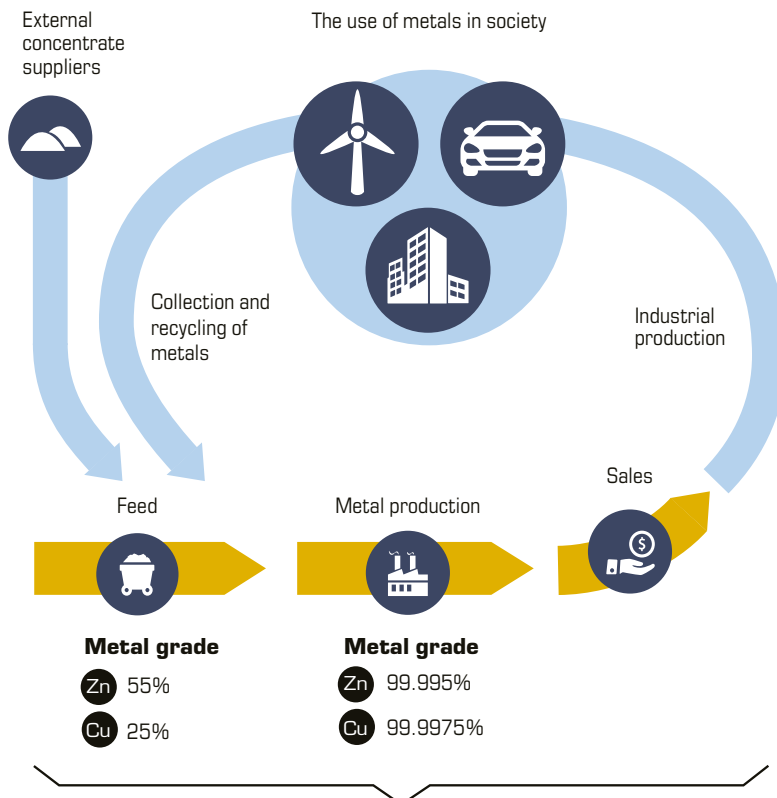 External
concentrate
suppliers
The use of metals in society
Collection and
recycling of
metals
Industrial
production
Sales
Feed
Metal production
$
Metal grade
Zn 55%
Cu 25%
Metal grade
Zn 99.995%
Cu 99.9975%